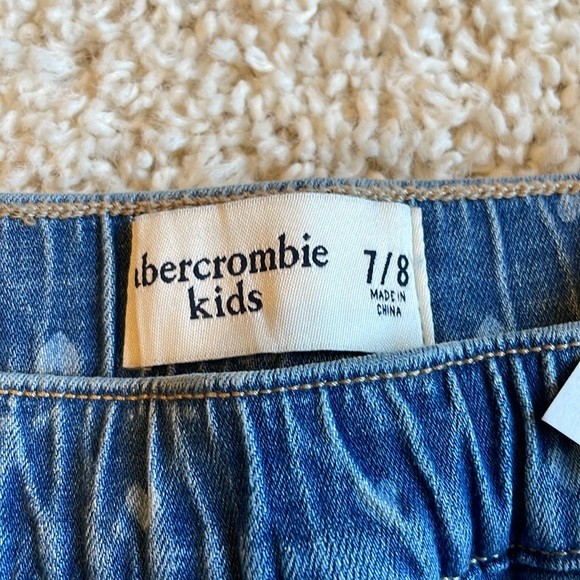 abercrombie
kids
7/8
MADE IN
CHINA